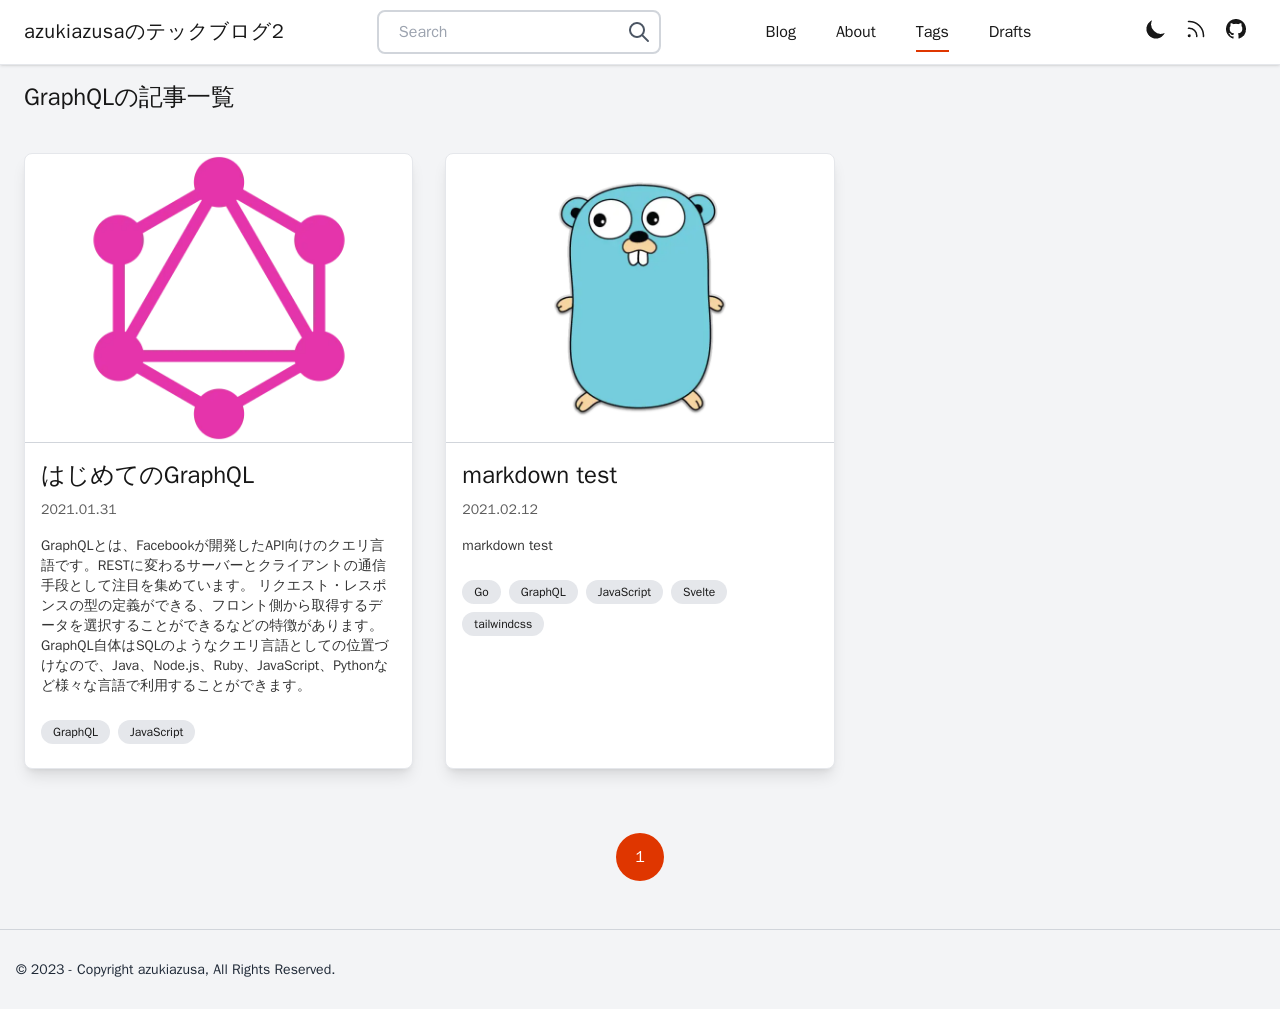 azukiazusaのテックブログ2
Search
Blog
About
Tags
Drafts
GraphQLの記事一覧
はじめてのGraphQL
2021.01.31
GraphQLとは、Facebookが開発したAPI向けのクエリ言
語です。RESTに変わるサーバーとクライアントの通信
手段として注目を集めています。 リクエスト・レスポ
ンスの型の定義ができる、フロント側から取得するデ
ータを選択することができるなどの特徴があります。
GraphQL自体はSQLのようなクエリ言語としての位置づ
けなので、Java、Node.js、Ruby、JavaScript、Pythonな
ど様々な言語で利用することができます。
GraphQL
JavaScript
markdown test
2021.02.12
markdown test
Go
GraphQL
JavaScript
Svelte
tailwindcss
1
© 2023 - Copyright azukiazusa, All Rights Reserved.